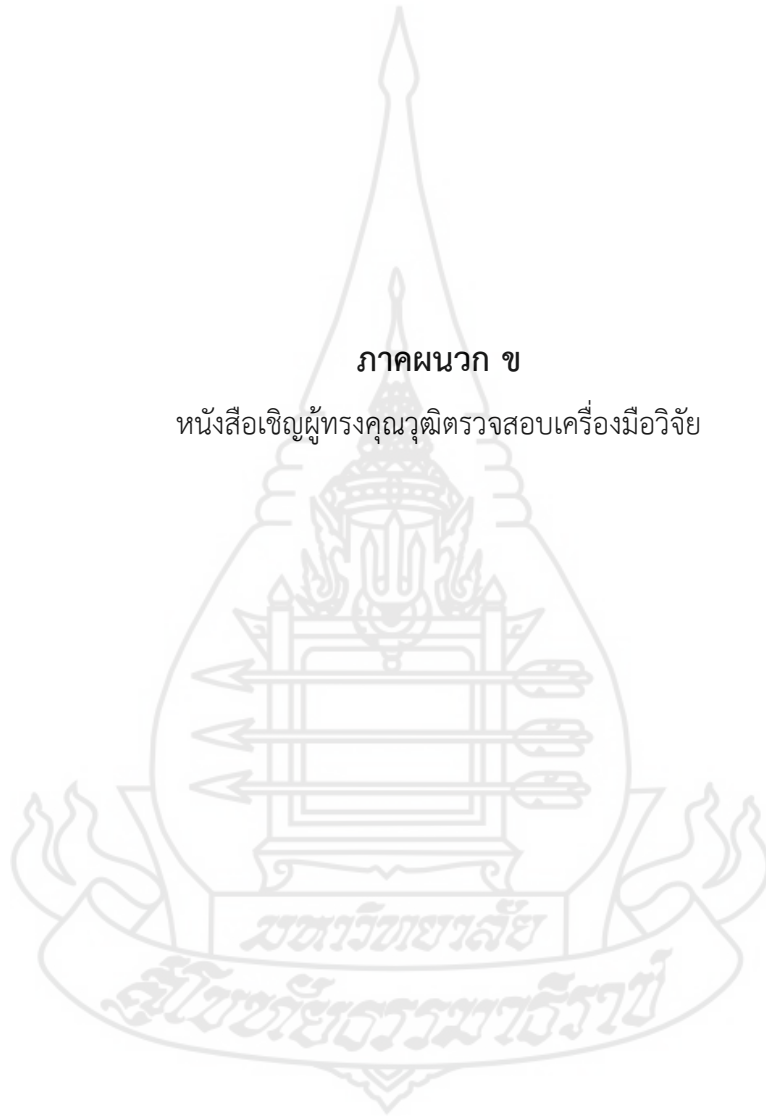 ภาคผนวก ข
หนังสือเชิญผู้ทรงคุณวุฒิตรวจสอบเครื่องมือวิจัย
มหาวิทยาลัย
สุโขทัยธรรมาธิราช